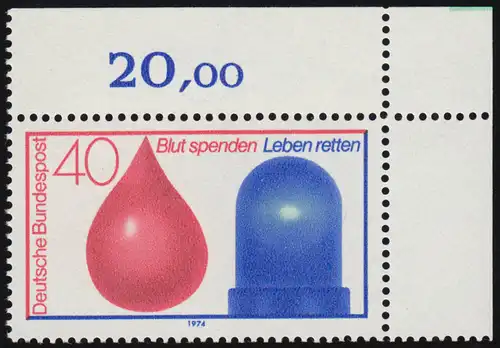 20,00
Deutsche Bundespost
40
Blut spenden Leben retten
1974